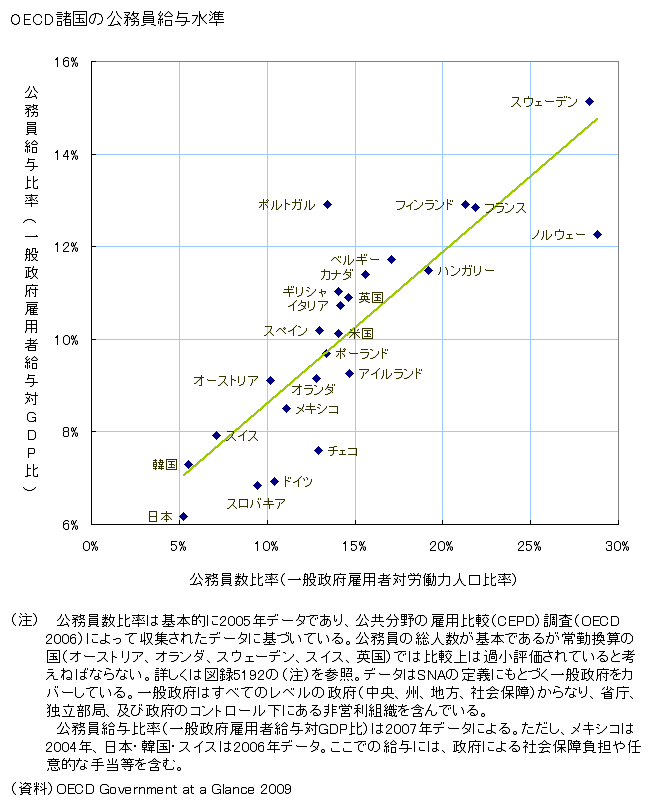 OECD諸国の公務員給与水準
公務員給与比率(一般政府雇用者給与対GDP比)
16%
スウェーデン
14%
ポルトガル
フィンランド
フランス
12%
ノルウェー
ベルギー
カナダ
ハンガリー
ギリシャ
英国
イタリア
スペイン
米国
10%
ポーランド
アイルランド
オーストリア
オランダ
メキシコ
8%
スイス
チェコ
韓国
ドイツ
スロバキア
日本
6%
0% 5% 10% 15% 20% 25% 30%
公務員数比率(一般政府雇用者対労働力人口比率)
(注) 公務員数比率は基本的に2005年データであり、公共分野の雇用比較(CEPD)調査(OECD
2006)によって収集されたデータに基づいている。公務員の総人数が基本であるが常勤換算の
国(オーストリア、オランダ、スウェーデン、スイス、英国)では比較上は過小評価されていると考
えねばならない。詳しくは図録5192の(注)を参照。データはSNAの定義にもとづく一般政府をカ
バーしている。一般政府はすべてのレベルの政府(中央、州、地方、社会保障)からなり、省庁、
独立部局、及び政府のコントロール下にある非営利組織を含んでいる。
公務員給与比率(一般政府雇用者給与対GDP比)は2007年データによる。ただし、メキシコは
2004年、日本・韓国・スイスは2006年データ。ここでの給与には、政府による社会保障負担や任
意的な手当等を含む。
(資料)OECD Government at a Glance 2009